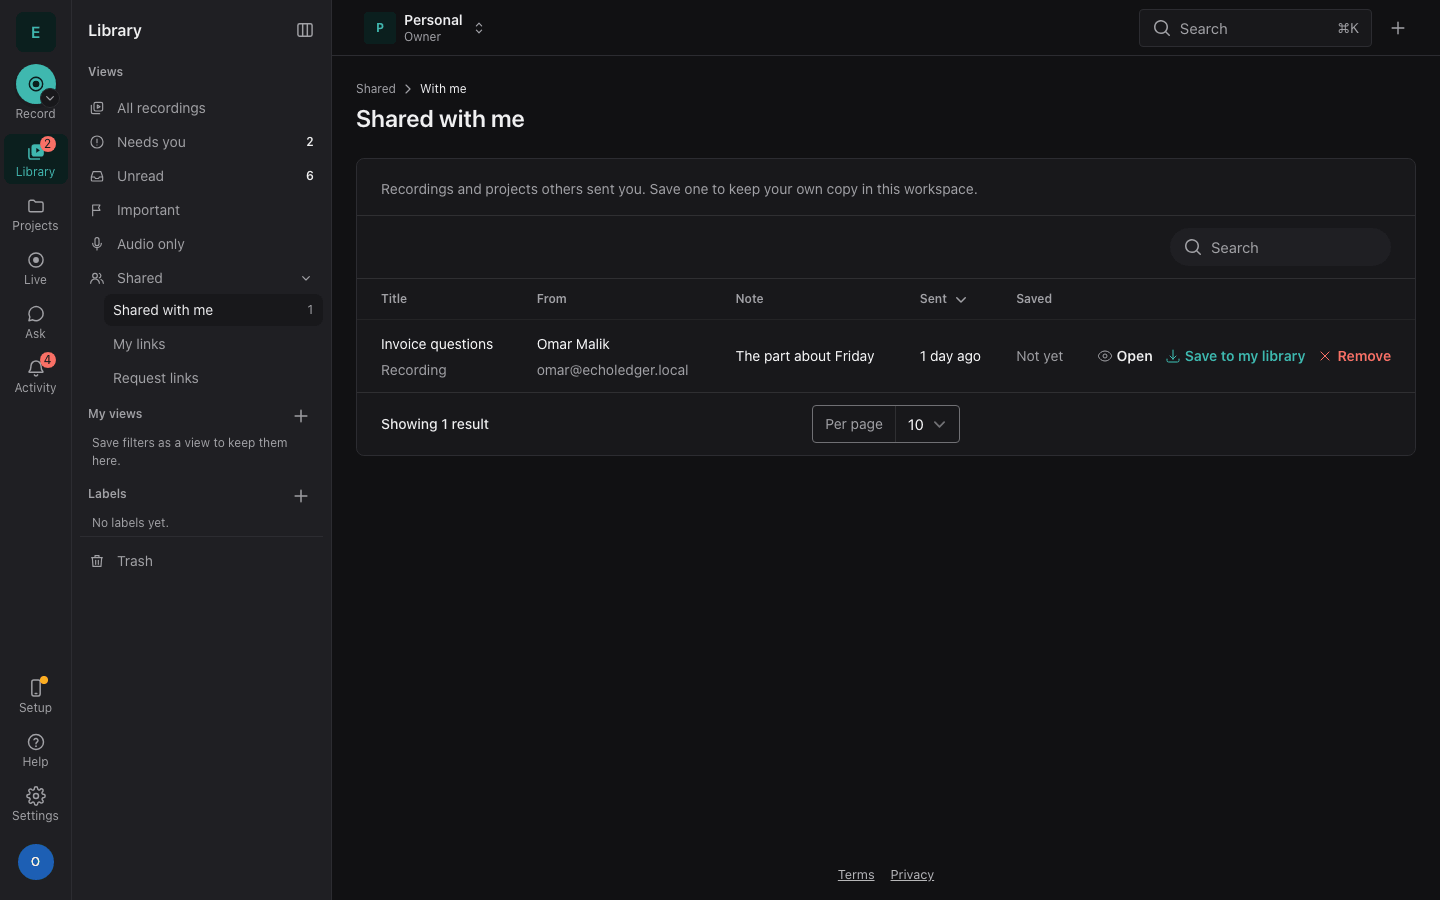 E
Record
2
Library
Projects
Live
Ask
4
Activity
Setup
Help
Settings
O
Library
Views
All recordings
Needs you 2
Unread 6
Important
Audio only
Shared
Shared with me 1
My links
Request links
My views
Save filters as a view to keep them
here.
Labels
No labels yet.
Trash
P
Personal
Owner
Search ⌘K
Shared With me
Shared with me
Recordings and projects others sent you. Save one to keep your own copy in this workspace.
Search
Title From Note Sent Saved
Invoice questions
Recording
Omar Malik
omar@echoledger.local
The part about Friday
1 day ago
Not yet
Open
Save to my library
Remove
Showing 1 result
Per page 10
Terms Privacy